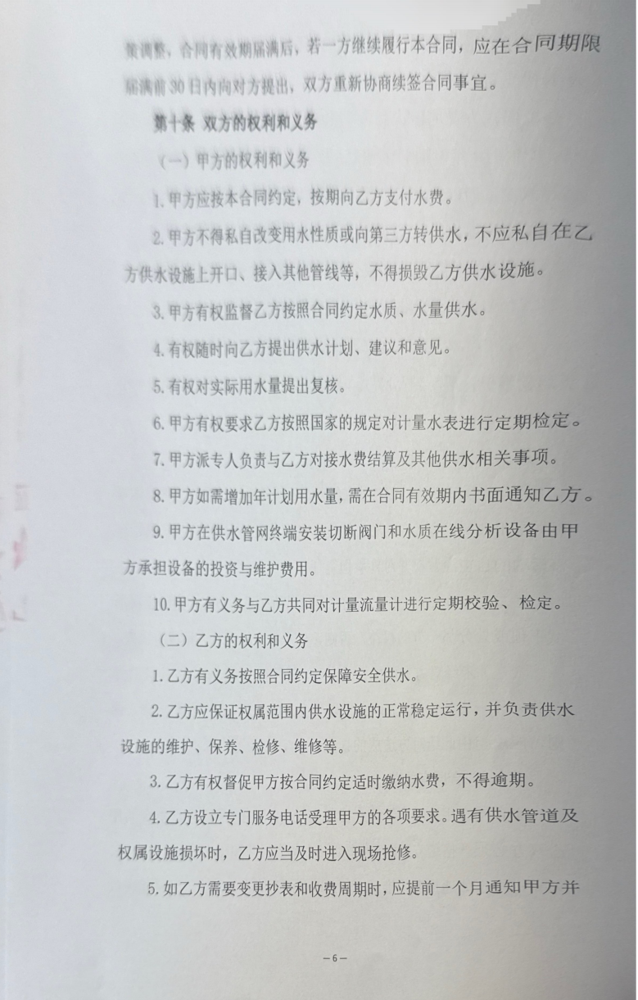 策调整，合同有效期届满后，若一方继续履行本合同，应在合同期限
届满前30日内向对方提出，双方重新协商续签合同事宜。
第十条 双方的权利和义务
（一）甲方的权利和义务
1.甲方应按本合同约定，按期向乙方支付水费。
2.甲方不得私自改变用水性质或向第三方转供水，不应私自在乙
方供水设施上开口、接入其他管线等，不得损毁乙方供水设施。
3.甲方有权监督乙方按照合同约定水质、水量供水。
4.有权随时向乙方提出供水计划、建议和意见。
5.有权对实际用水量提出复核。
6.甲方有权要求乙方按照国家的规定对计量水表进行定期检定。
7.甲方派专人负责与乙方对接水费结算及其他供水相关事项。
8.甲方如需增加年计划用水量，需在合同有效期内书面通知乙方。
9.甲方在供水管网终端安装切断阀门和水质在线分析设备由甲
方承担设备的投资与维护费用。
10.甲方有义务与乙方共同对计量流量计进行定期校验、检定。
（二）乙方的权利和义务
1.乙方有义务按照合同约定保障安全供水。
2.乙方应保证权属范围内供水设施的正常稳定运行，并负责供水
设施的维护、保养、检修、维修等。
3.乙方有权督促甲方按合同约定适时缴纳水费，不得逾期。
4.乙方设立专门服务电话受理甲方的各项要求。遇有供水管道及
权属设施损坏时，乙方应当及时进入现场抢修。
5.如乙方需要变更抄表和收费周期时，应提前一个月通知甲方并
—6—